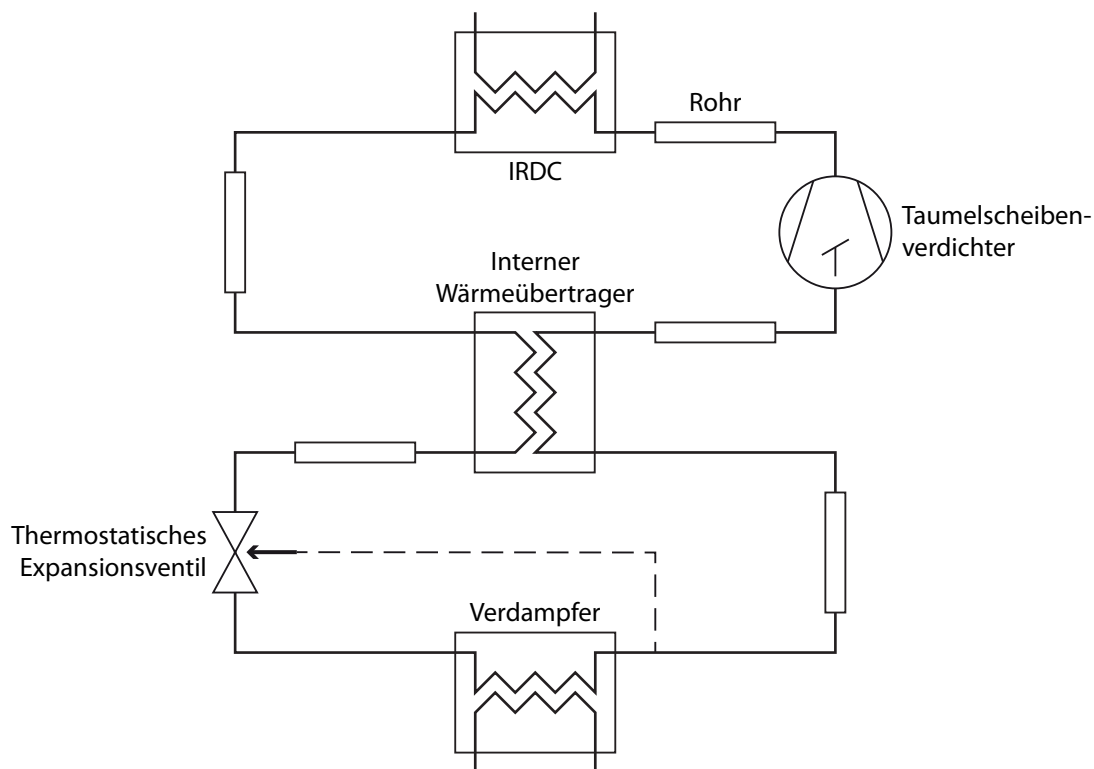 Rohr
IRDC
Taumelscheiben-
verdichter
Interner
Wärmeübertrager
Thermostatisches
Expansionsventil
Verdampfer